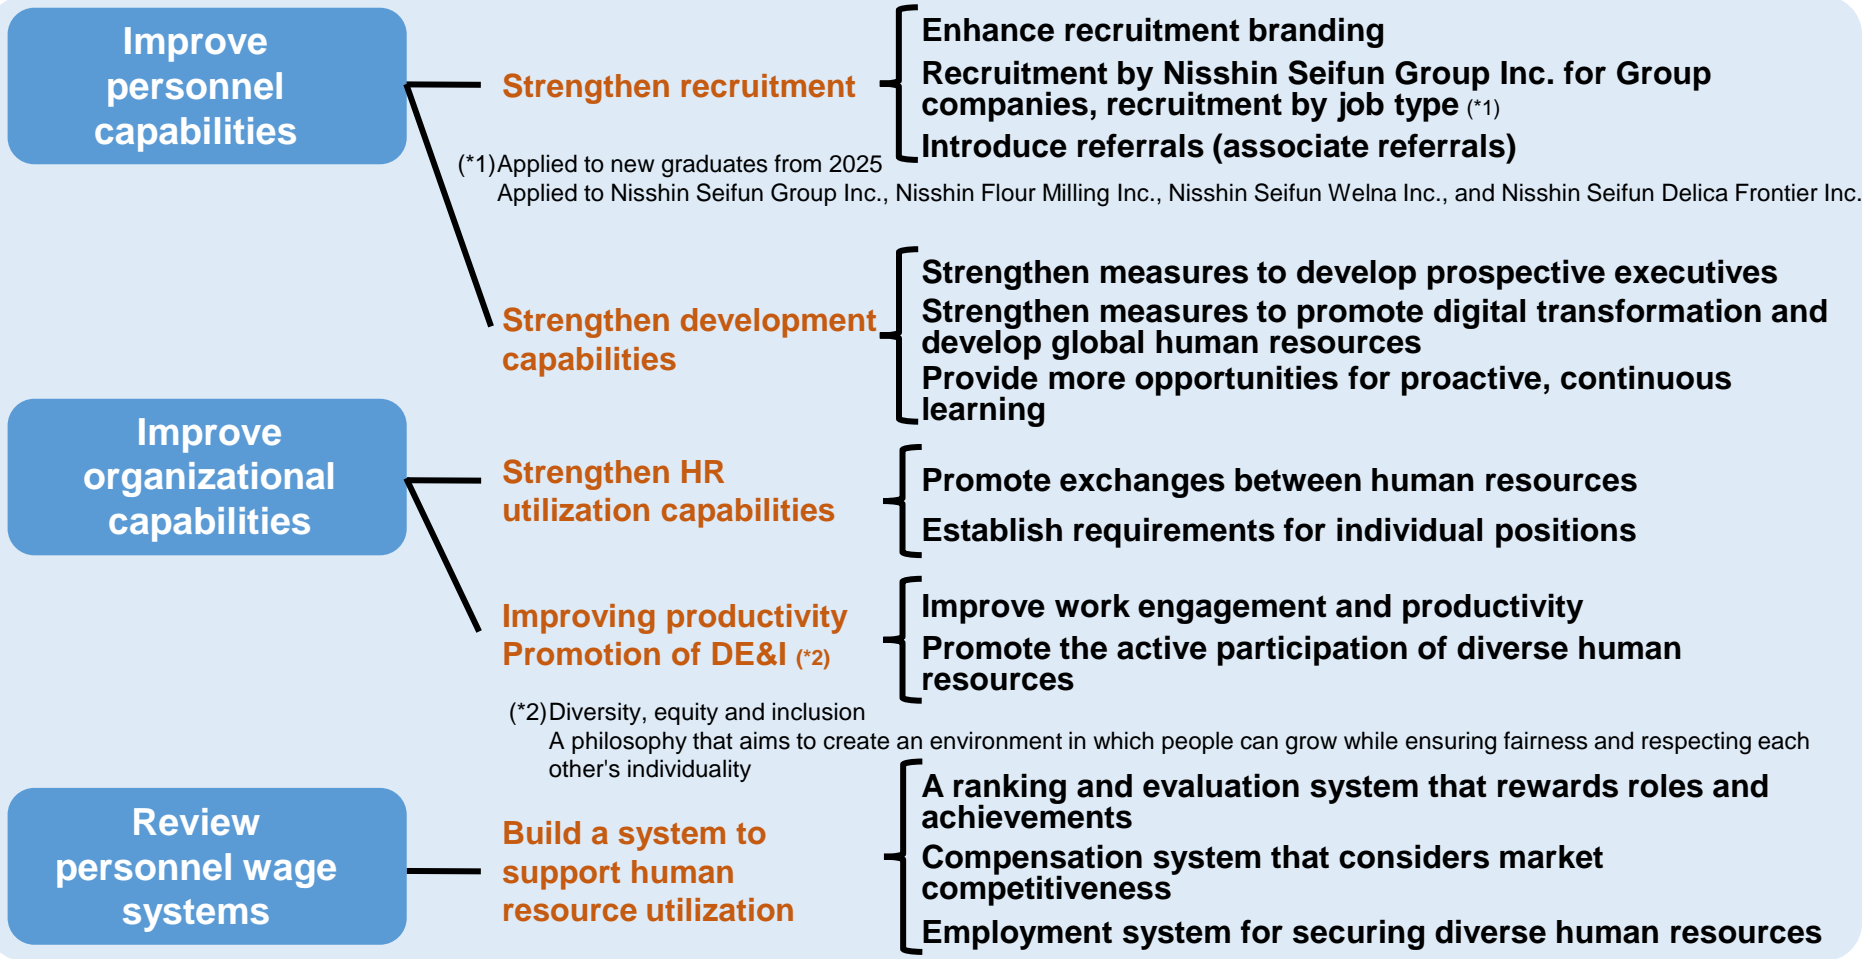 Improve
personnel
capabilities
Strengthen recruitment
Enhance recruitment branding
Recruitment by Nisshin Seifun Group Inc. for Group
companies, recruitment by job type (*1)
Introduce referrals (associate referrals)
(*1)Applied to new graduates from 2025
Applied to Nisshin Seifun Group Inc., Nisshin Flour Milling Inc., Nisshin Seifun Welna Inc., and Nisshin Seifun Delica Frontier Inc.
Strengthen development
capabilities
Strengthen measures to develop prospective executives
Strengthen measures to promote digital transformation and
develop global human resources
Provide more opportunities for proactive, continuous
learning
Improve
organizational
capabilities
Strengthen HR
utilization capabilities
Promote exchanges between human resources
Establish requirements for individual positions
Improving productivity
Promotion of DE&I (*2)
Improve work engagement and productivity
Promote the active participation of diverse human
resources
(*2)Diversity, equity and inclusion
A philosophy that aims to create an environment in which people can grow while ensuring fairness and respecting each
other's individuality
Review
personnel wage
systems
Build a system to
support human
resource utilization
A ranking and evaluation system that rewards roles and
achievements
Compensation system that considers market
competitiveness
Employment system for securing diverse human resources